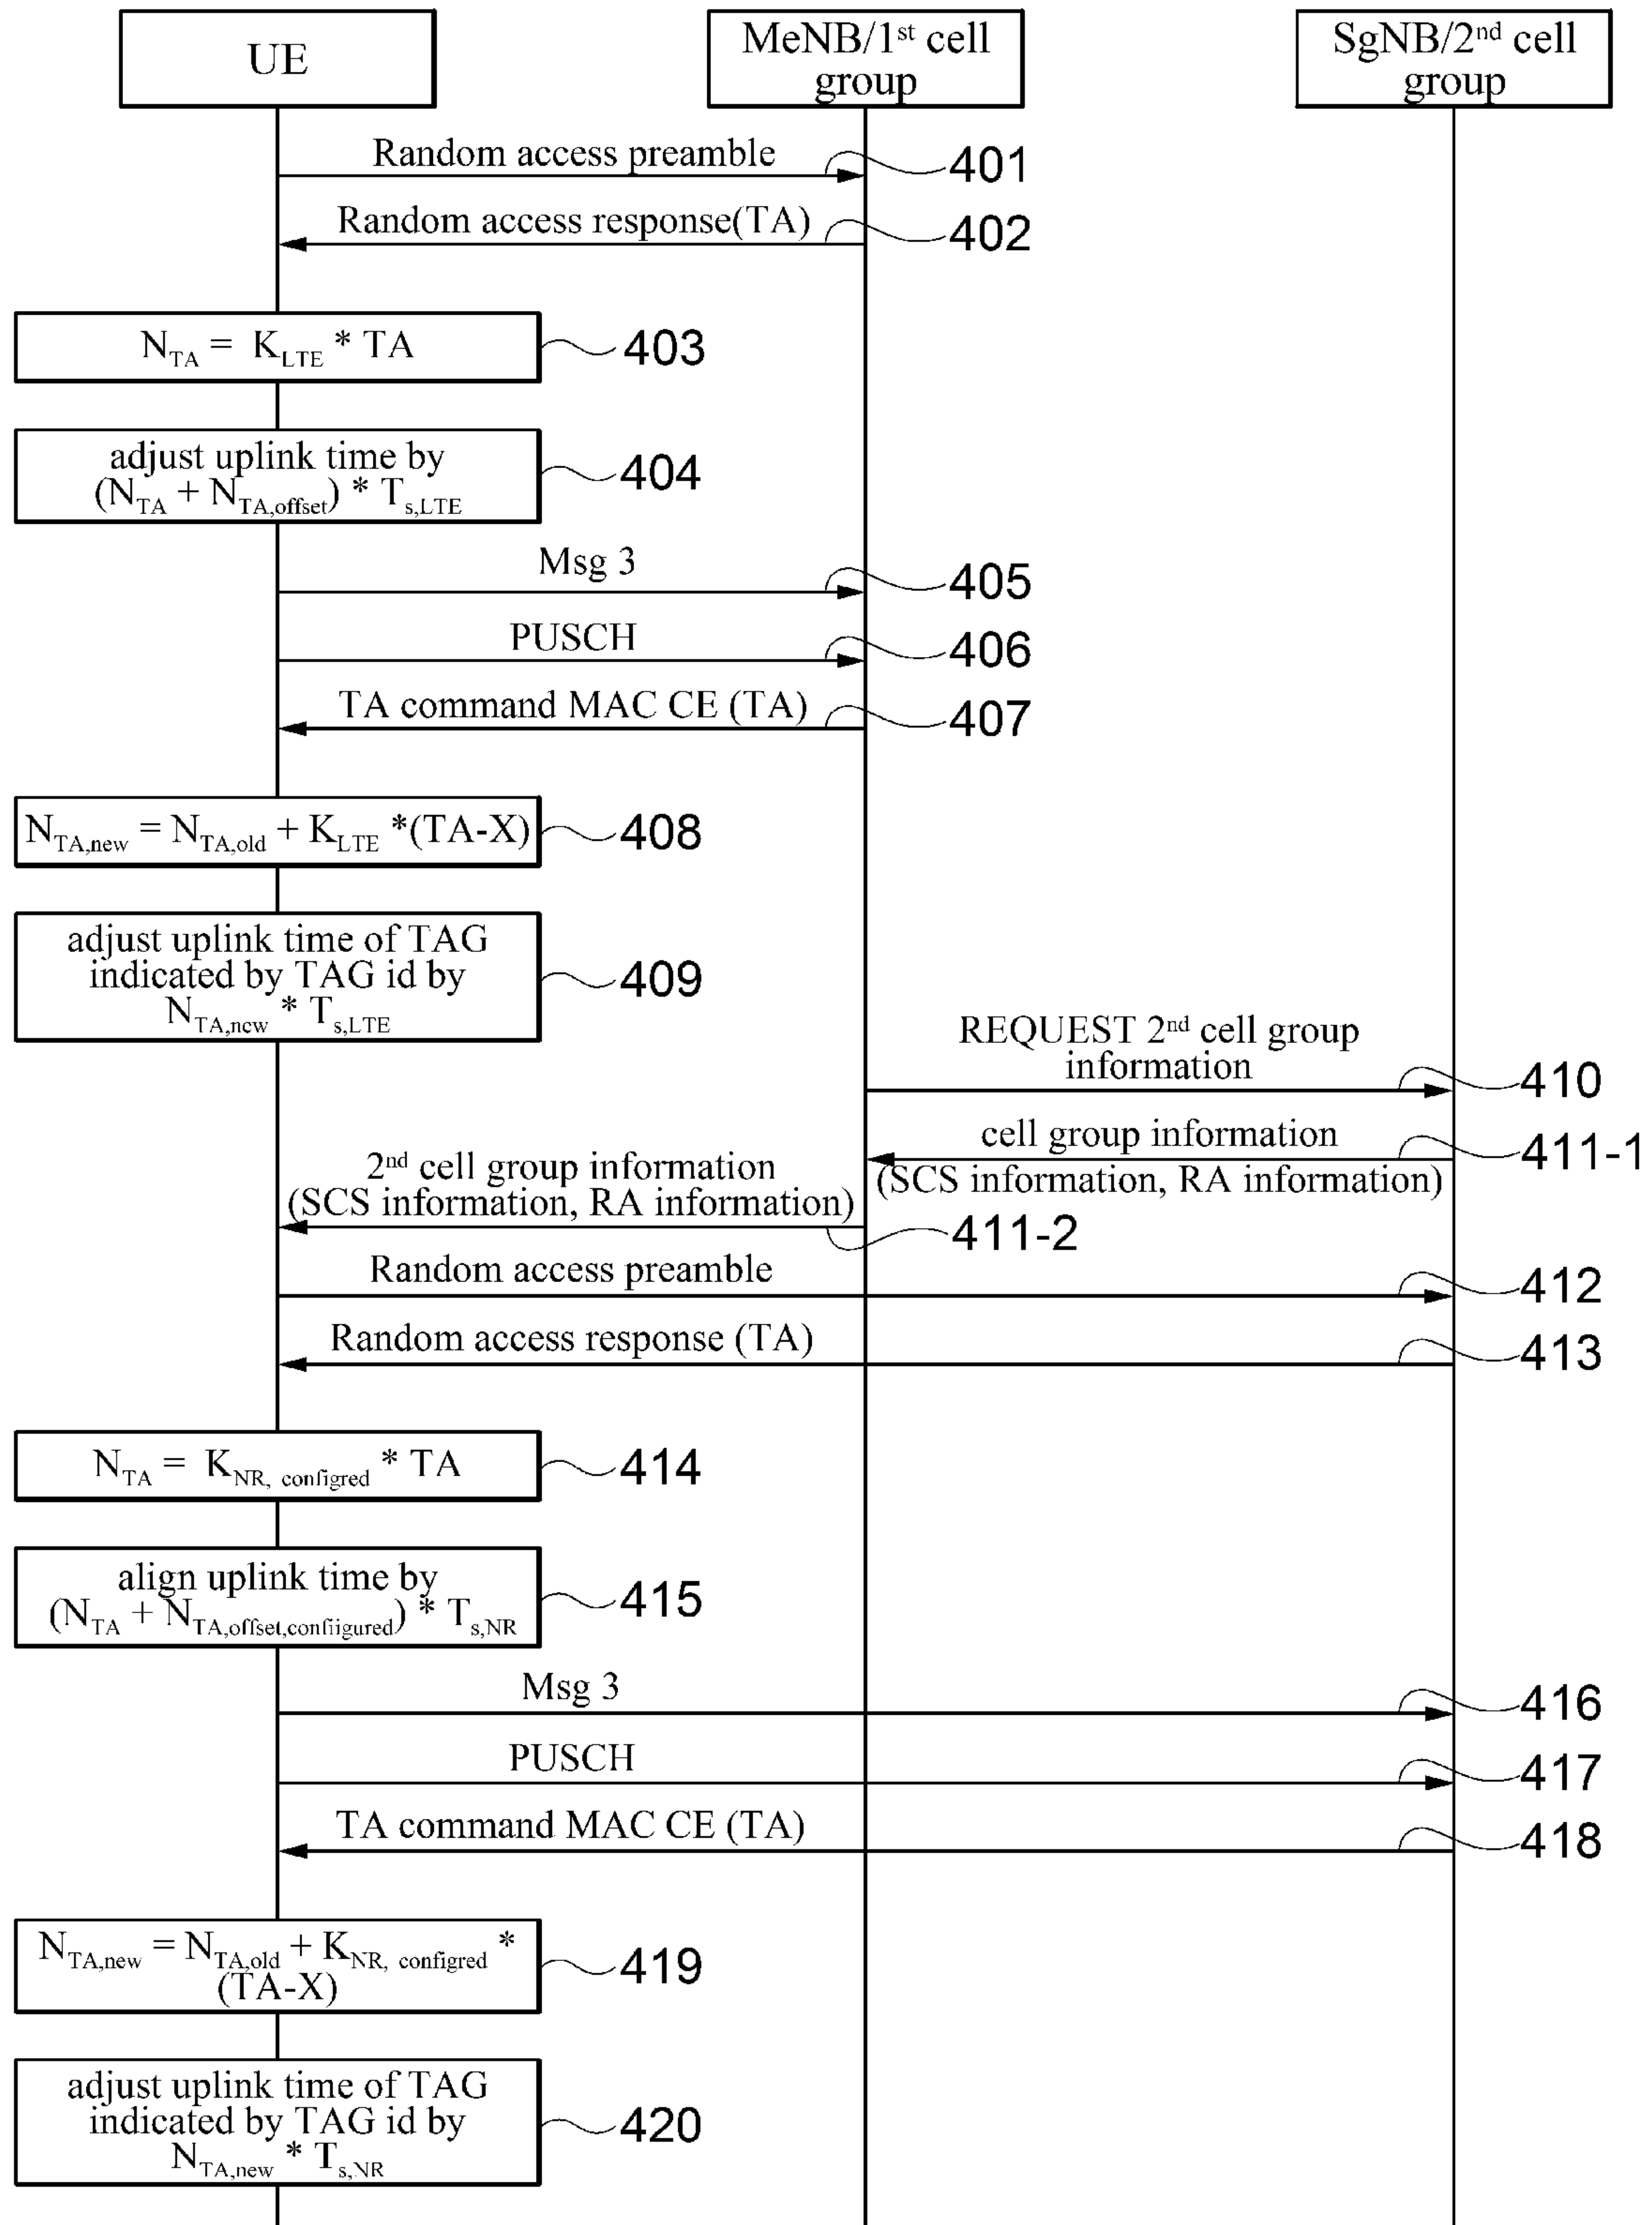 UE
MeNB/1st cell
group
SgNB/2nd cell
group
Random access preamble
401
Random access response(TA)
402
NTA = KLTE * TA
403
adjust uplink time by
(NTA + NTA,offset) * Ts,LTE
404
Msg 3
405
PUSCH
406
TA command MAC CE (TA)
407
NTA,new = NTA,old + KLTE *(TA-X)
408
adjust uplink time of TAG
indicated by TAG id by
NTA,new * Ts,LTE
409
REQUEST 2nd cell group
information
410
cell group information
(SCS information, RA information)
411-1
2nd cell group information
(SCS information, RA information)
411-2
Random access preamble
412
Random access response (TA)
413
NTA = KNR, configred * TA
414
align uplink time by
(NTA + NTA,offset,confiigured) * Ts,NR
415
Msg 3
416
PUSCH
417
TA command MAC CE (TA)
418
NTA,new = NTA,old + KNR, configred *
(TA-X)
419
adjust uplink time of TAG
indicated by TAG id by
NTA,new * Ts,NR
420